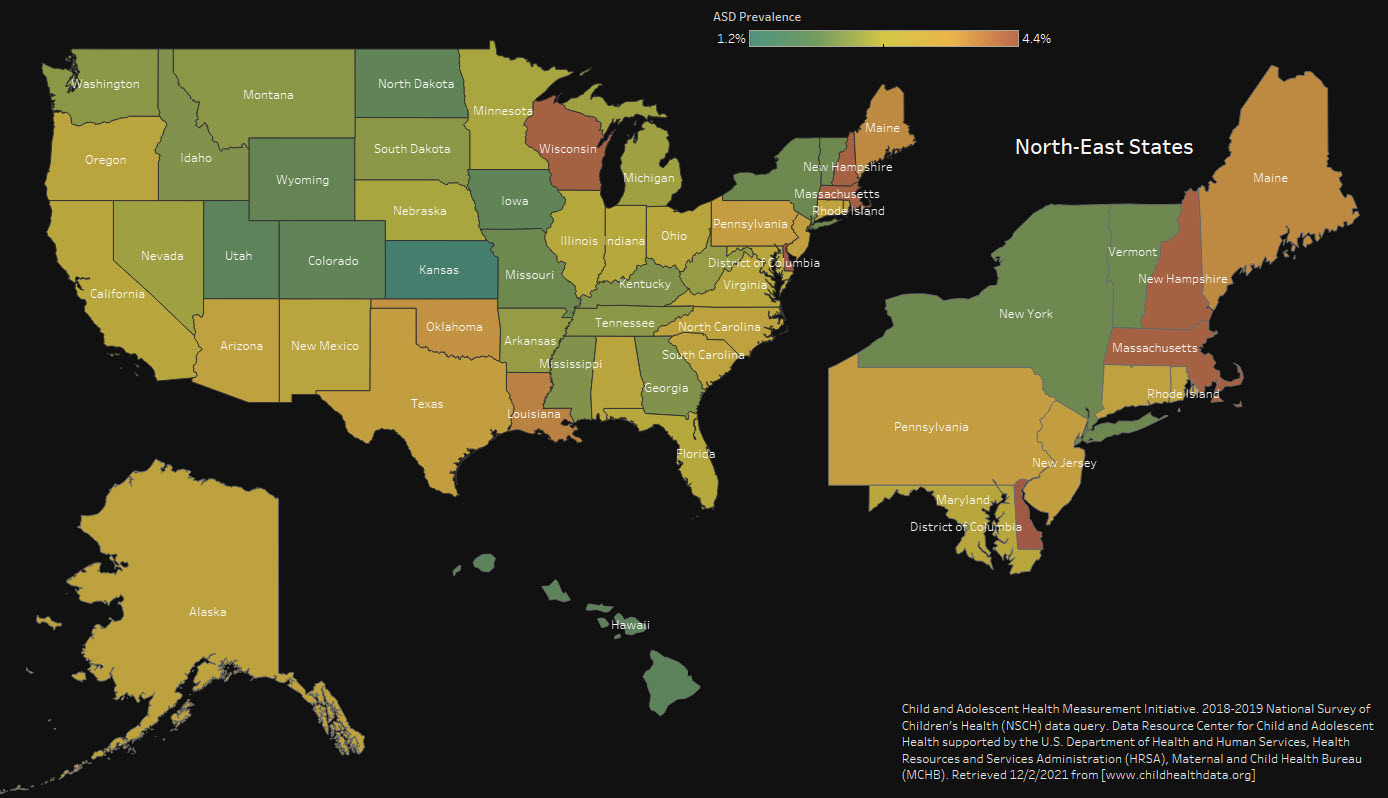 ASD Prevalence
1.2%
4.4%
Washington
Montana
North Dakota
Minnesota
Oregon
Idaho
Wyoming
South Dakota
Wisconsin
Michigan
Maine
New Hampshire
Massachusetts
Rhode Island
Nebraska
Iowa
Pennsylvania
Nevada
Utah
Colorado
Kansas
Missouri
Illinois
Indiana
Ohio
District of Columbia
Virginia
Kentucky
California
Arizona
New Mexico
Oklahoma
Arkansas
Tennessee
North Carolina
South Carolina
Mississippi
Georgia
Texas
Louisiana
Florida
Alaska
Hawaii
North-East States
Maine
Vermont
New Hampshire
New York
Massachusetts
Rhode Island
Pennsylvania
New Jersey
Maryland
District of Columbia
Child and Adolescent Health Measurement Initiative. 2018-2019 National Survey of
Children's Health (NSCH) data query. Data Resource Center for Child and Adolescent
Health supported by the U.S. Department of Health and Human Services, Health
Resources and Services Administration (HRSA), Maternal and Child Health Bureau
(MCHB). Retrieved 12/2/2021 from [www.childhealthdata.org]